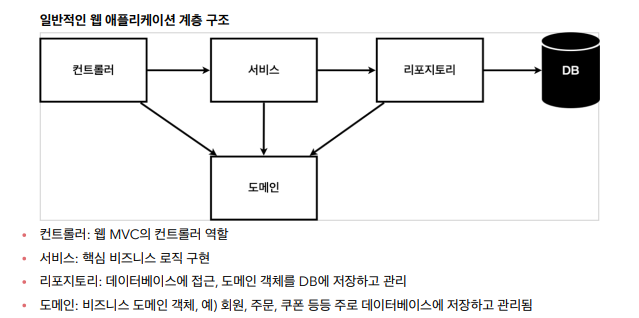 일반적인 웹 애플리케이션 계층 구조
컨트롤러
서비스
리포지토리
DB
도메인
• 컨트롤러: 웹 MVC의 컨트롤러 역할
• 서비스: 핵심 비즈니스 로직 구현
• 리포지토리: 데이터베이스에 접근, 도메인 객체를 DB에 저장하고 관리
• 도메인: 비즈니스 도메인 객체, 예) 회원, 주문, 쿠폰 등등 주로 데이터베이스에 저장하고 관리됨